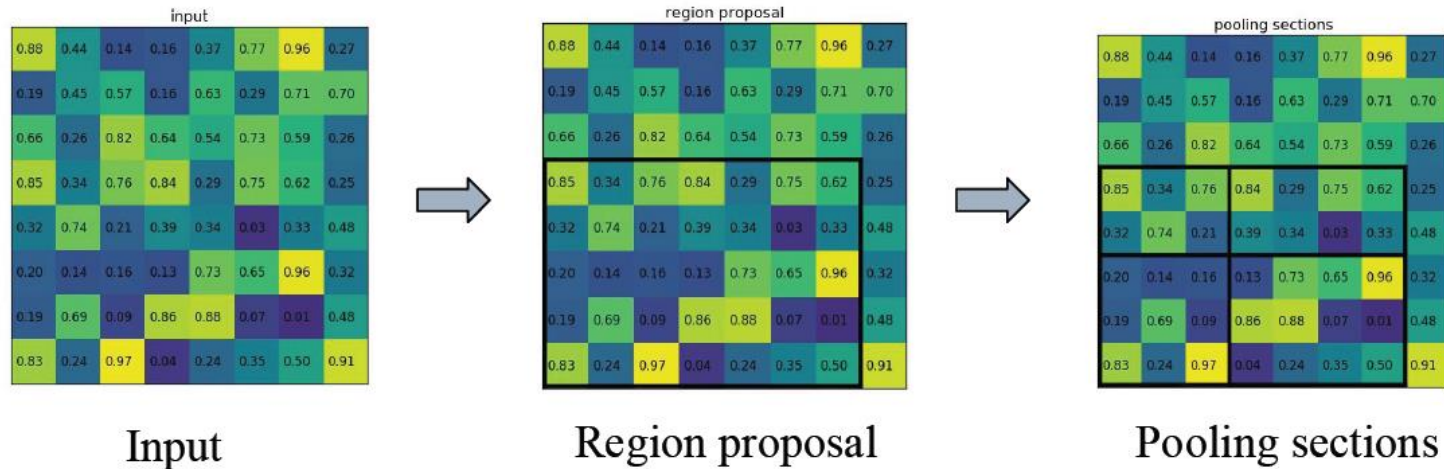 input
0.88 0.44 0.14 0.16 0.37 0.77 0.96 0.27
0.19 0.45 0.57 0.16 0.63 0.29 0.71 0.70
0.66 0.26 0.82 0.64 0.54 0.73 0.59 0.26
0.85 0.34 0.76 0.84 0.29 0.75 0.62 0.25
0.32 0.74 0.21 0.39 0.34 0.03 0.33 0.48
0.20 0.14 0.16 0.13 0.73 0.65 0.96 0.32
0.19 0.69 0.09 0.86 0.88 0.07 0.01 0.48
0.83 0.24 0.97 0.04 0.24 0.35 0.50 0.91
Input
region proposal
0.88 0.44 0.14 0.16 0.37 0.77 0.96 0.27
0.19 0.45 0.57 0.16 0.63 0.29 0.71 0.70
0.66 0.26 0.82 0.64 0.54 0.73 0.59 0.26
0.85 0.34 0.76 0.84 0.29 0.75 0.62 0.25
0.32 0.74 0.21 0.39 0.34 0.03 0.33 0.48
0.20 0.14 0.16 0.13 0.73 0.65 0.96 0.32
0.19 0.69 0.09 0.86 0.88 0.07 0.01 0.48
0.83 0.24 0.97 0.04 0.24 0.35 0.50 0.91
Region proposal
pooling sections
0.88 0.44 0.14 0.16 0.37 0.77 0.96 0.27
0.19 0.45 0.57 0.16 0.63 0.29 0.71 0.70
0.66 0.26 0.82 0.64 0.54 0.73 0.59 0.26
0.85 0.34 0.76 0.84 0.29 0.75 0.62 0.25
0.32 0.74 0.21 0.39 0.34 0.03 0.33 0.48
0.20 0.14 0.16 0.13 0.73 0.65 0.96 0.32
0.19 0.69 0.09 0.86 0.88 0.07 0.01 0.48
0.83 0.24 0.97 0.04 0.24 0.35 0.50 0.91
Pooling sections